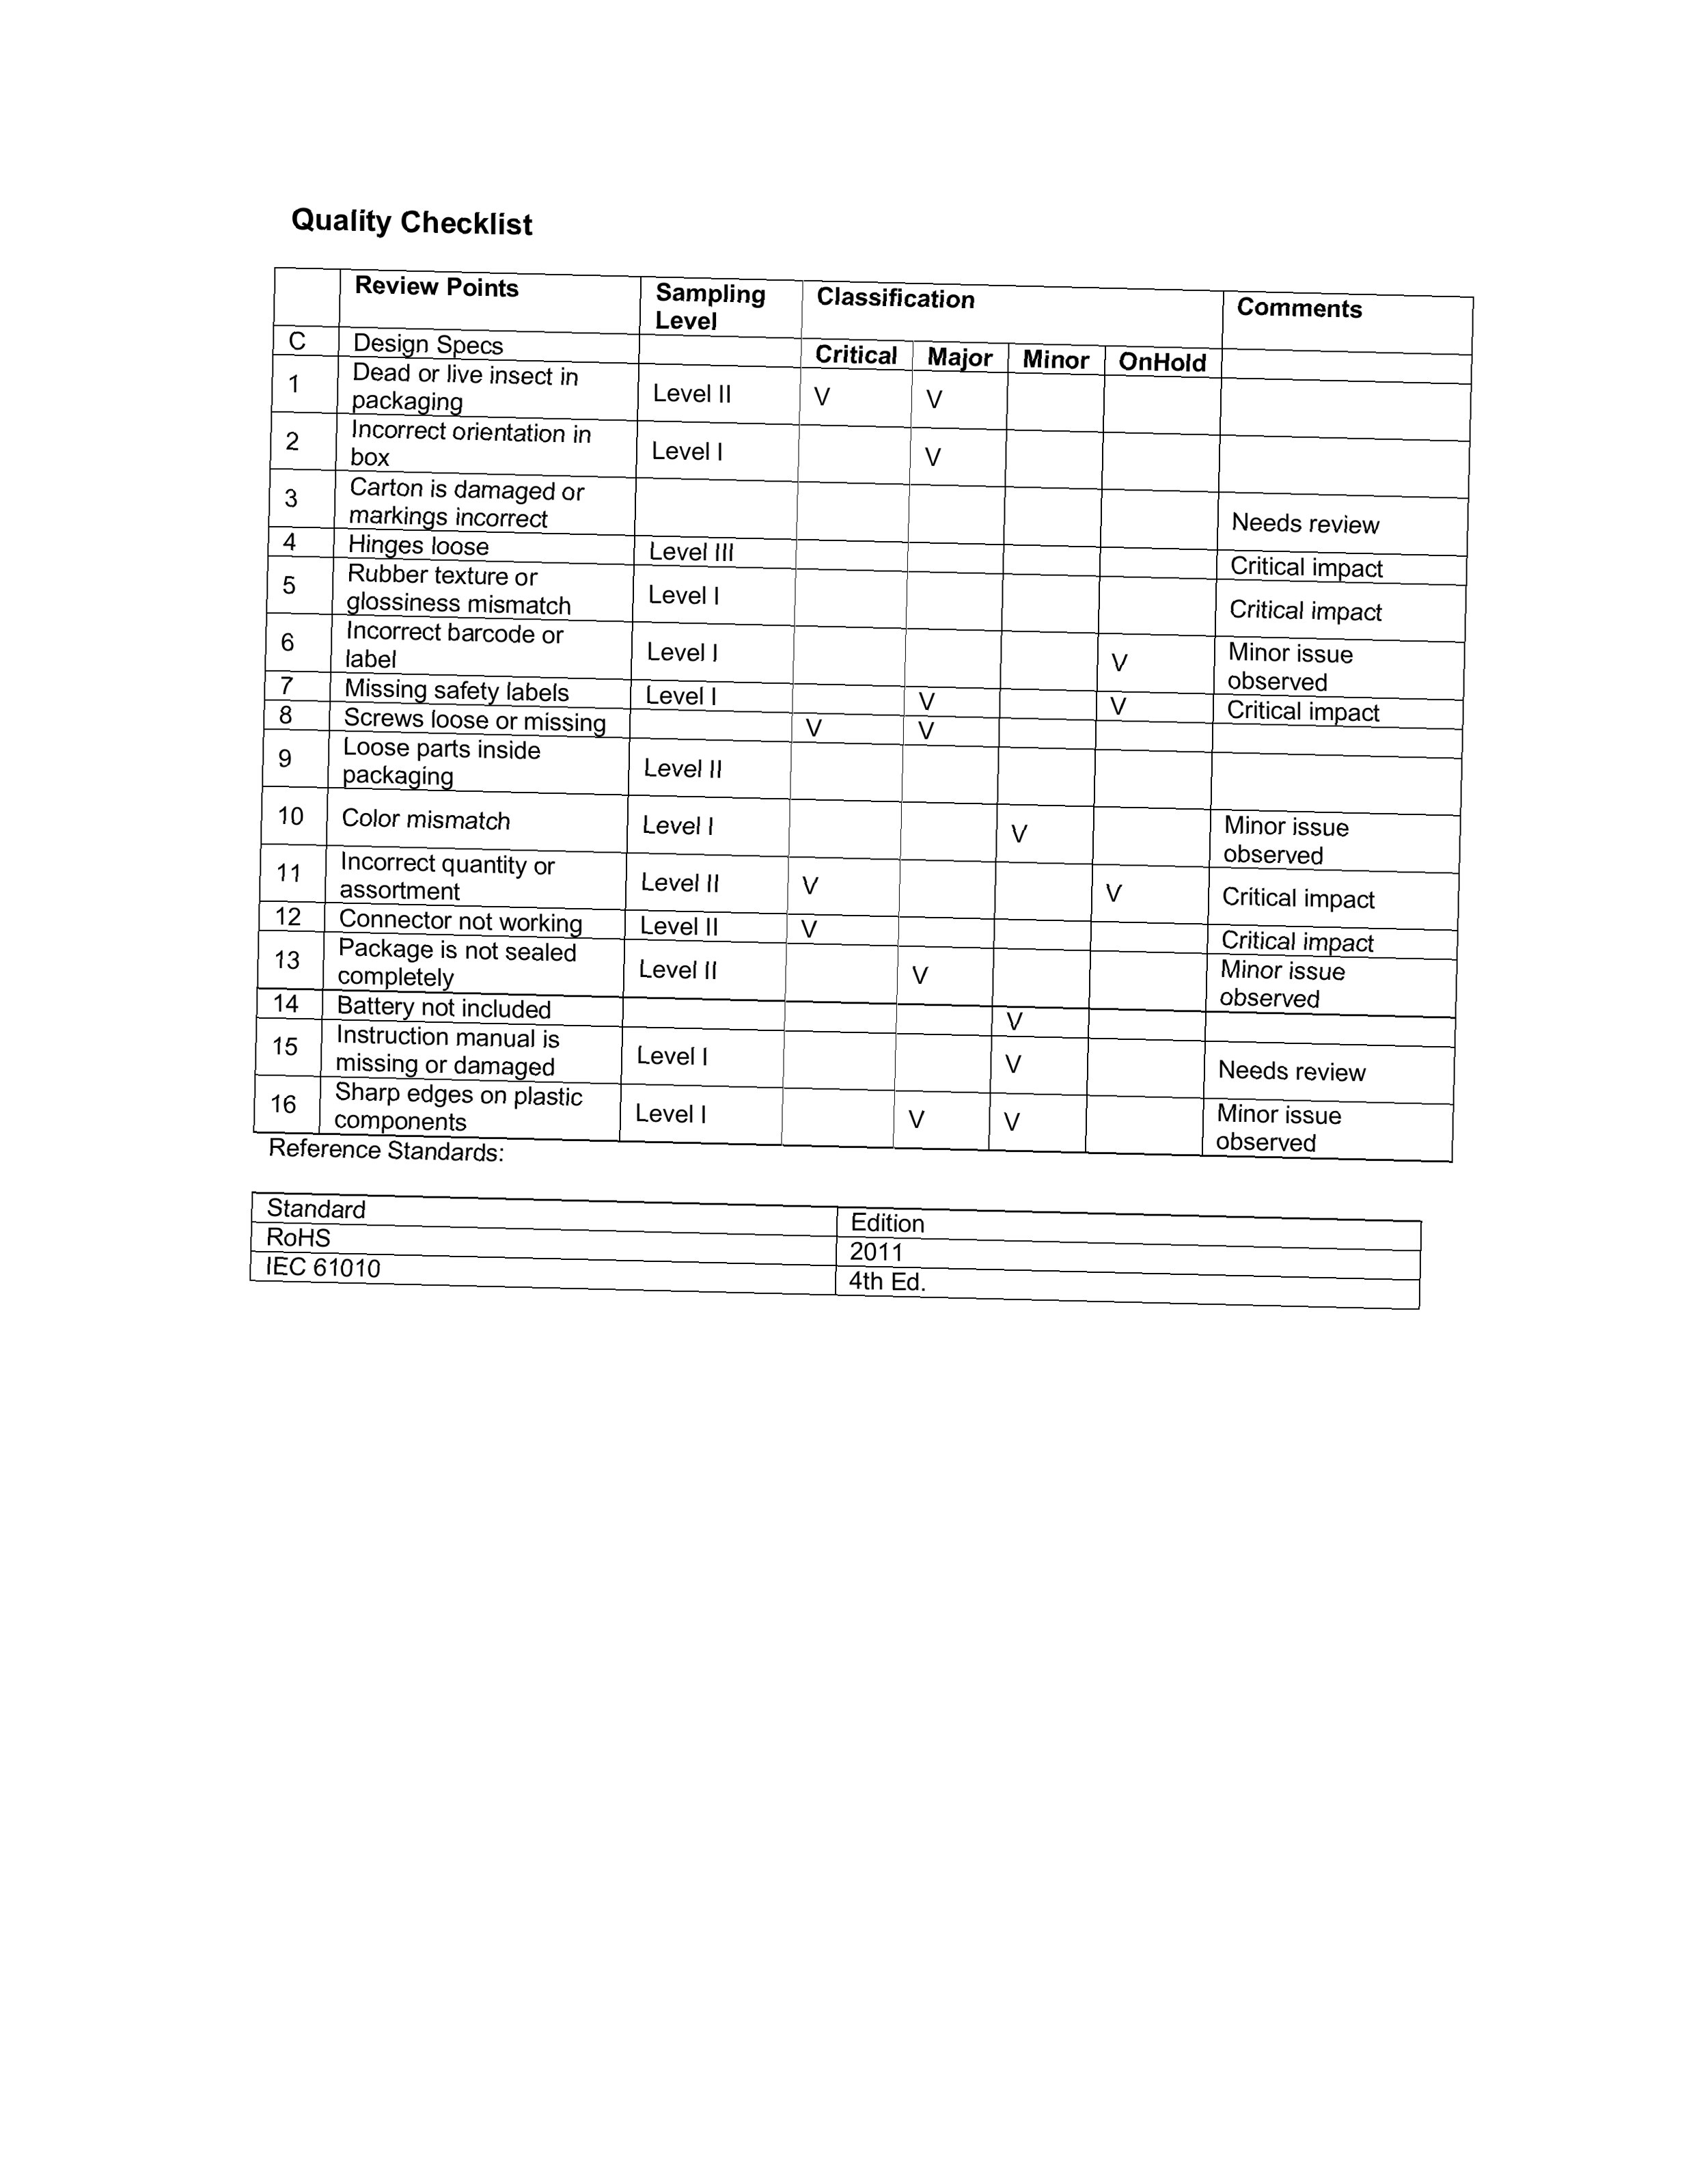 Quality Checklist
Review Points Sampling Level Classification Comments
C Design Specs Critical Major Minor OnHold
1 Dead or live insect in packaging Level II V V
2 Incorrect orientation in box Level I V
3 Carton is damaged or markings incorrect Needs review
4 Hinges loose Level III Critical impact
5 Rubber texture or glossiness mismatch Level I Critical impact
6 Incorrect barcode or label Level I V Minor issue observed
7 Missing safety labels Level I V V Critical impact
8 Screws loose or missing V V
9 Loose parts inside packaging Level II
10 Color mismatch Level I V Minor issue observed
11 Incorrect quantity or assortment Level II V V Critical impact
12 Connector not working Level II V Critical impact
13 Package is not sealed completely Level II V Minor issue observed
14 Battery not included V
15 Instruction manual is missing or damaged Level I V Needs review
16 Sharp edges on plastic components Level I V V Minor issue observed
Reference Standards:
Standard Edition
RoHS 2011
IEC 61010 4th Ed.